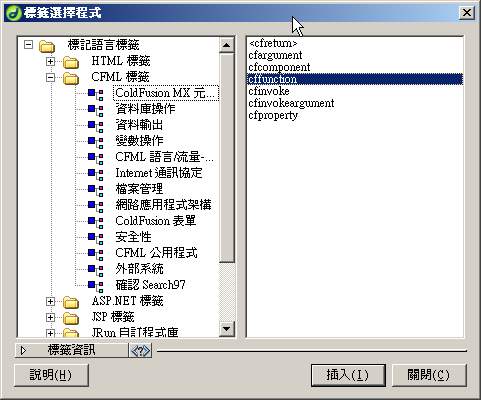 標籤選擇程式
標記語言標籤
HTML 標籤
CFML 標籤
ColdFusion MX 元...
資料庫操作
資料輸出
變數操作
CFML 語言/流量-...
Internet 通訊協定
檔案管理
網路應用程式架構
ColdFusion 表單
安全性
CFML 公用程式
外部系統
確認 Search97
ASP.NET 標籤
JSP 標籤
JRun 自訂程式庫
<cfreturn>
cfargument
cfcomponent
cffunction
cfinvoke
cfinvokeargument
cfproperty
標籤資訊
<?>
說明(H)
插入(I)
關閉(C)